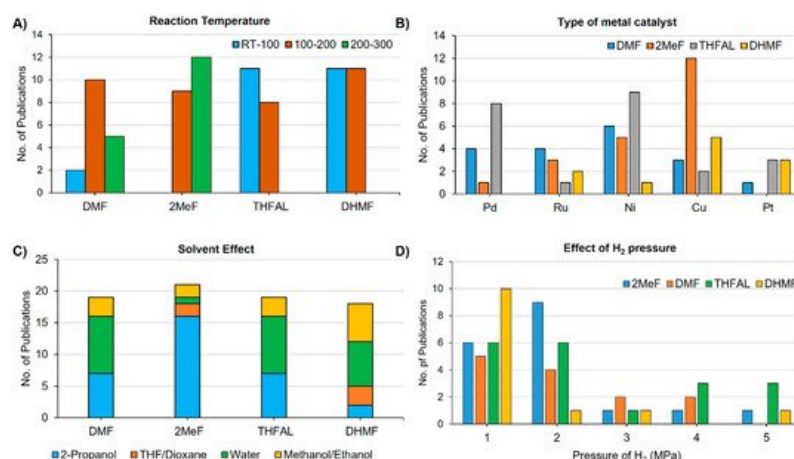 A)
Reaction Temperature
RT-100 100-200 200-300
No. of Publications
14
12
10
8
6
4
2
0
DMF 2MeF THFAL DHMF
B)
Type of metal catalyst
DMF 2MeF THFAL DHMF
No. of Publications
14
12
10
8
6
4
2
0
Pd Ru Ni Cu Pt
C)
Solvent Effect
No. of Publications
25
20
15
10
5
0
DMF 2MeF THFAL DHMF
2-Propanol THF/Dioxane Water Methanol/Ethanol
D)
Effect of H2 pressure
2MeF DMF THFAL DHMF
No. pf Publications
12
10
8
6
4
2
0
1 2 3 4 5
Pressure of H2 (MPa)